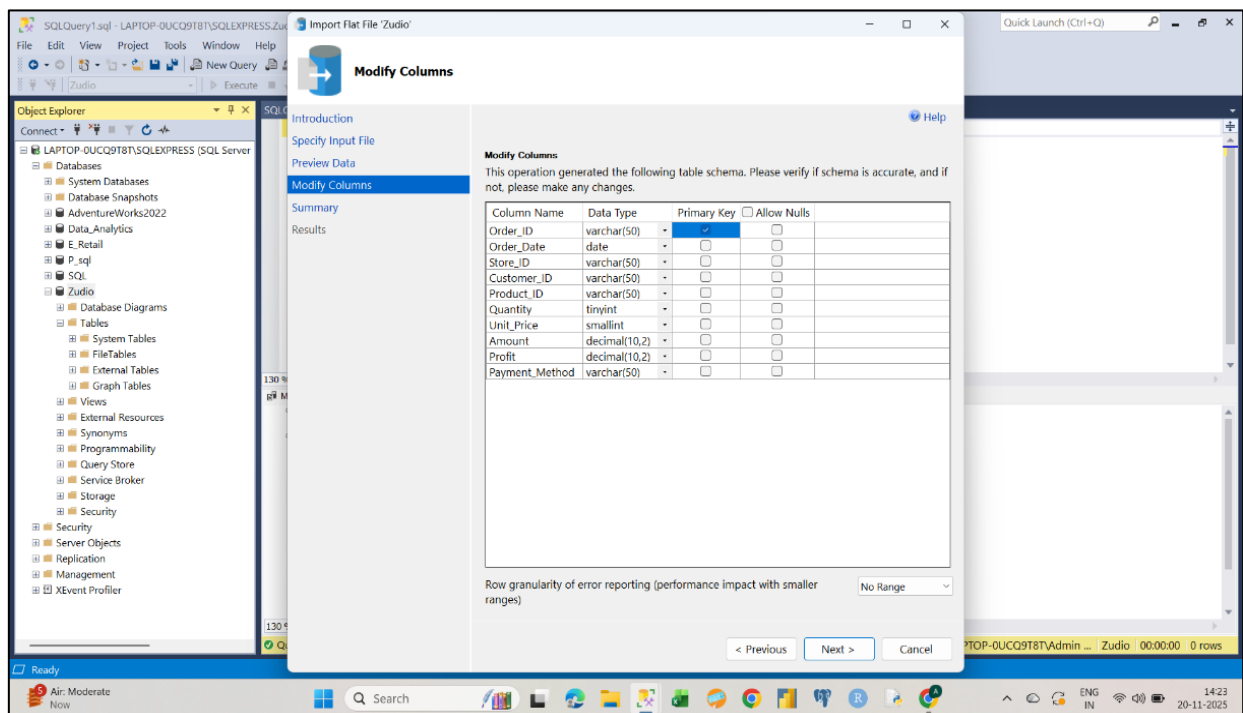 SQLQuery1.sql - LAPTOP-0UCQ9T8T\SQLEXPRESS.Zu
Import Flat File 'Zudio'
Quick Launch (Ctrl+Q)
File Edit View Project Tools Window Help
New Query
Zudio
Execute
Modify Columns
Object Explorer
Connect
LAPTOP-0UCQ9T8T\SQLEXPRESS (SQL Server
Databases
System Databases
Database Snapshots
AdventureWorks2022
Data_Analytics
E_Retail
P_sql
SQL
Zudio
Database Diagrams
Tables
System Tables
FileTables
External Tables
Graph Tables
Views
External Resources
Synonyms
Programmability
Query Store
Service Broker
Storage
Security
Security
Server Objects
Replication
Management
XEvent Profiler
130 %
130
Introduction
Specify Input File
Preview Data
Modify Columns
Summary
Results
Help
Modify Columns
This operation generated the following table schema. Please verify if schema is accurate, and if
not, please make any changes.
Column Name Data Type Primary Key Allow Nulls
Order_ID varchar(50)
Order_Date date
Store_ID varchar(50)
Customer_ID varchar(50)
Product_ID varchar(50)
Quantity tinyint
Unit_Price smallint
Amount decimal(10,2)
Profit decimal(10,2)
Payment_Method varchar(50)
Row granularity of error reporting (performance impact with smaller
ranges)
No Range
< Previous Next > Cancel
PTOP-0UCQ9T8T\Admin ... Zudio 00:00:00 0 rows
Ready
5
Air: Moderate
Now
Search
ENG
IN
14:23
20-11-2025